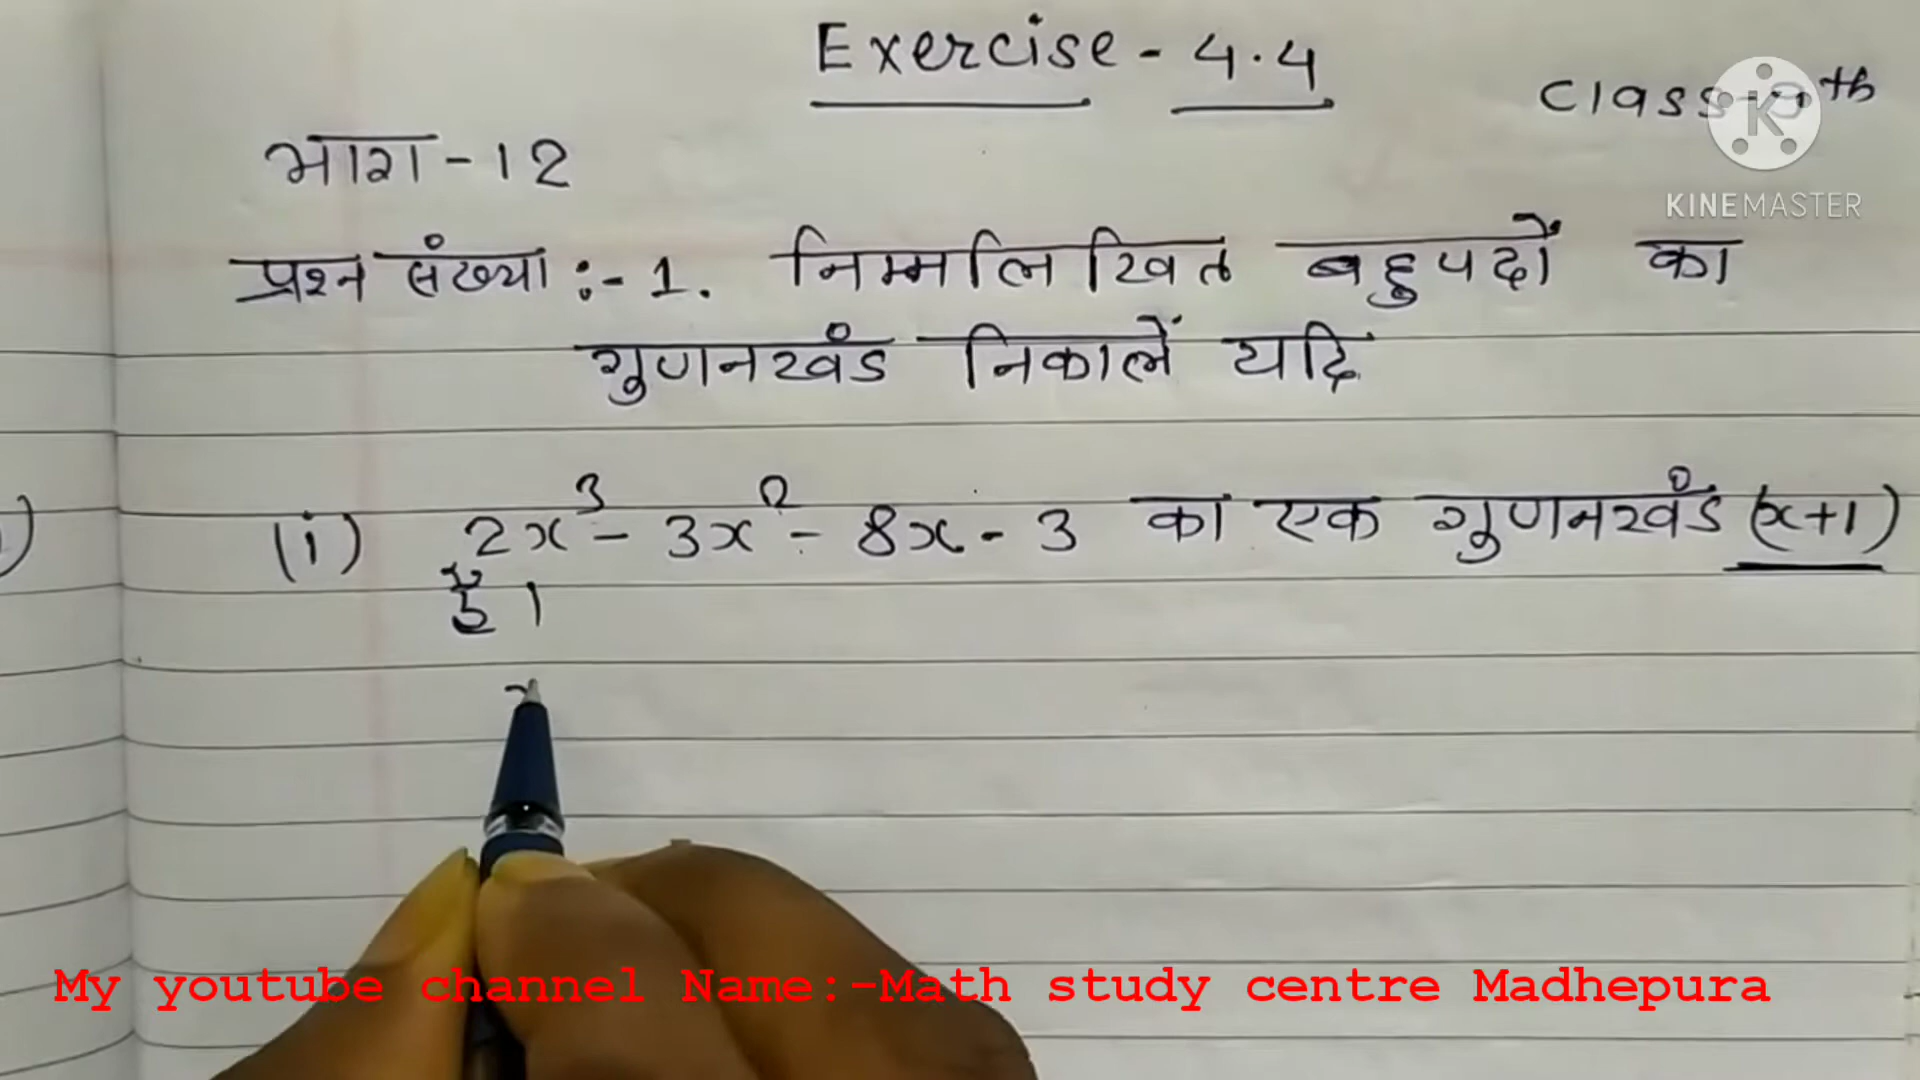 Exercise - 4.4
Class-9th
KINEMASTER
भाग - 12
प्रश्न संख्या :- 1. निम्मलिखित बहुपदों का
गुणनखंड निकालें यदि
(i) 2x³ - 3x² - 8x - 3 का एक गुणनखंड (x+1)
है।
My youtube channel Name:-Math study centre Madhepura